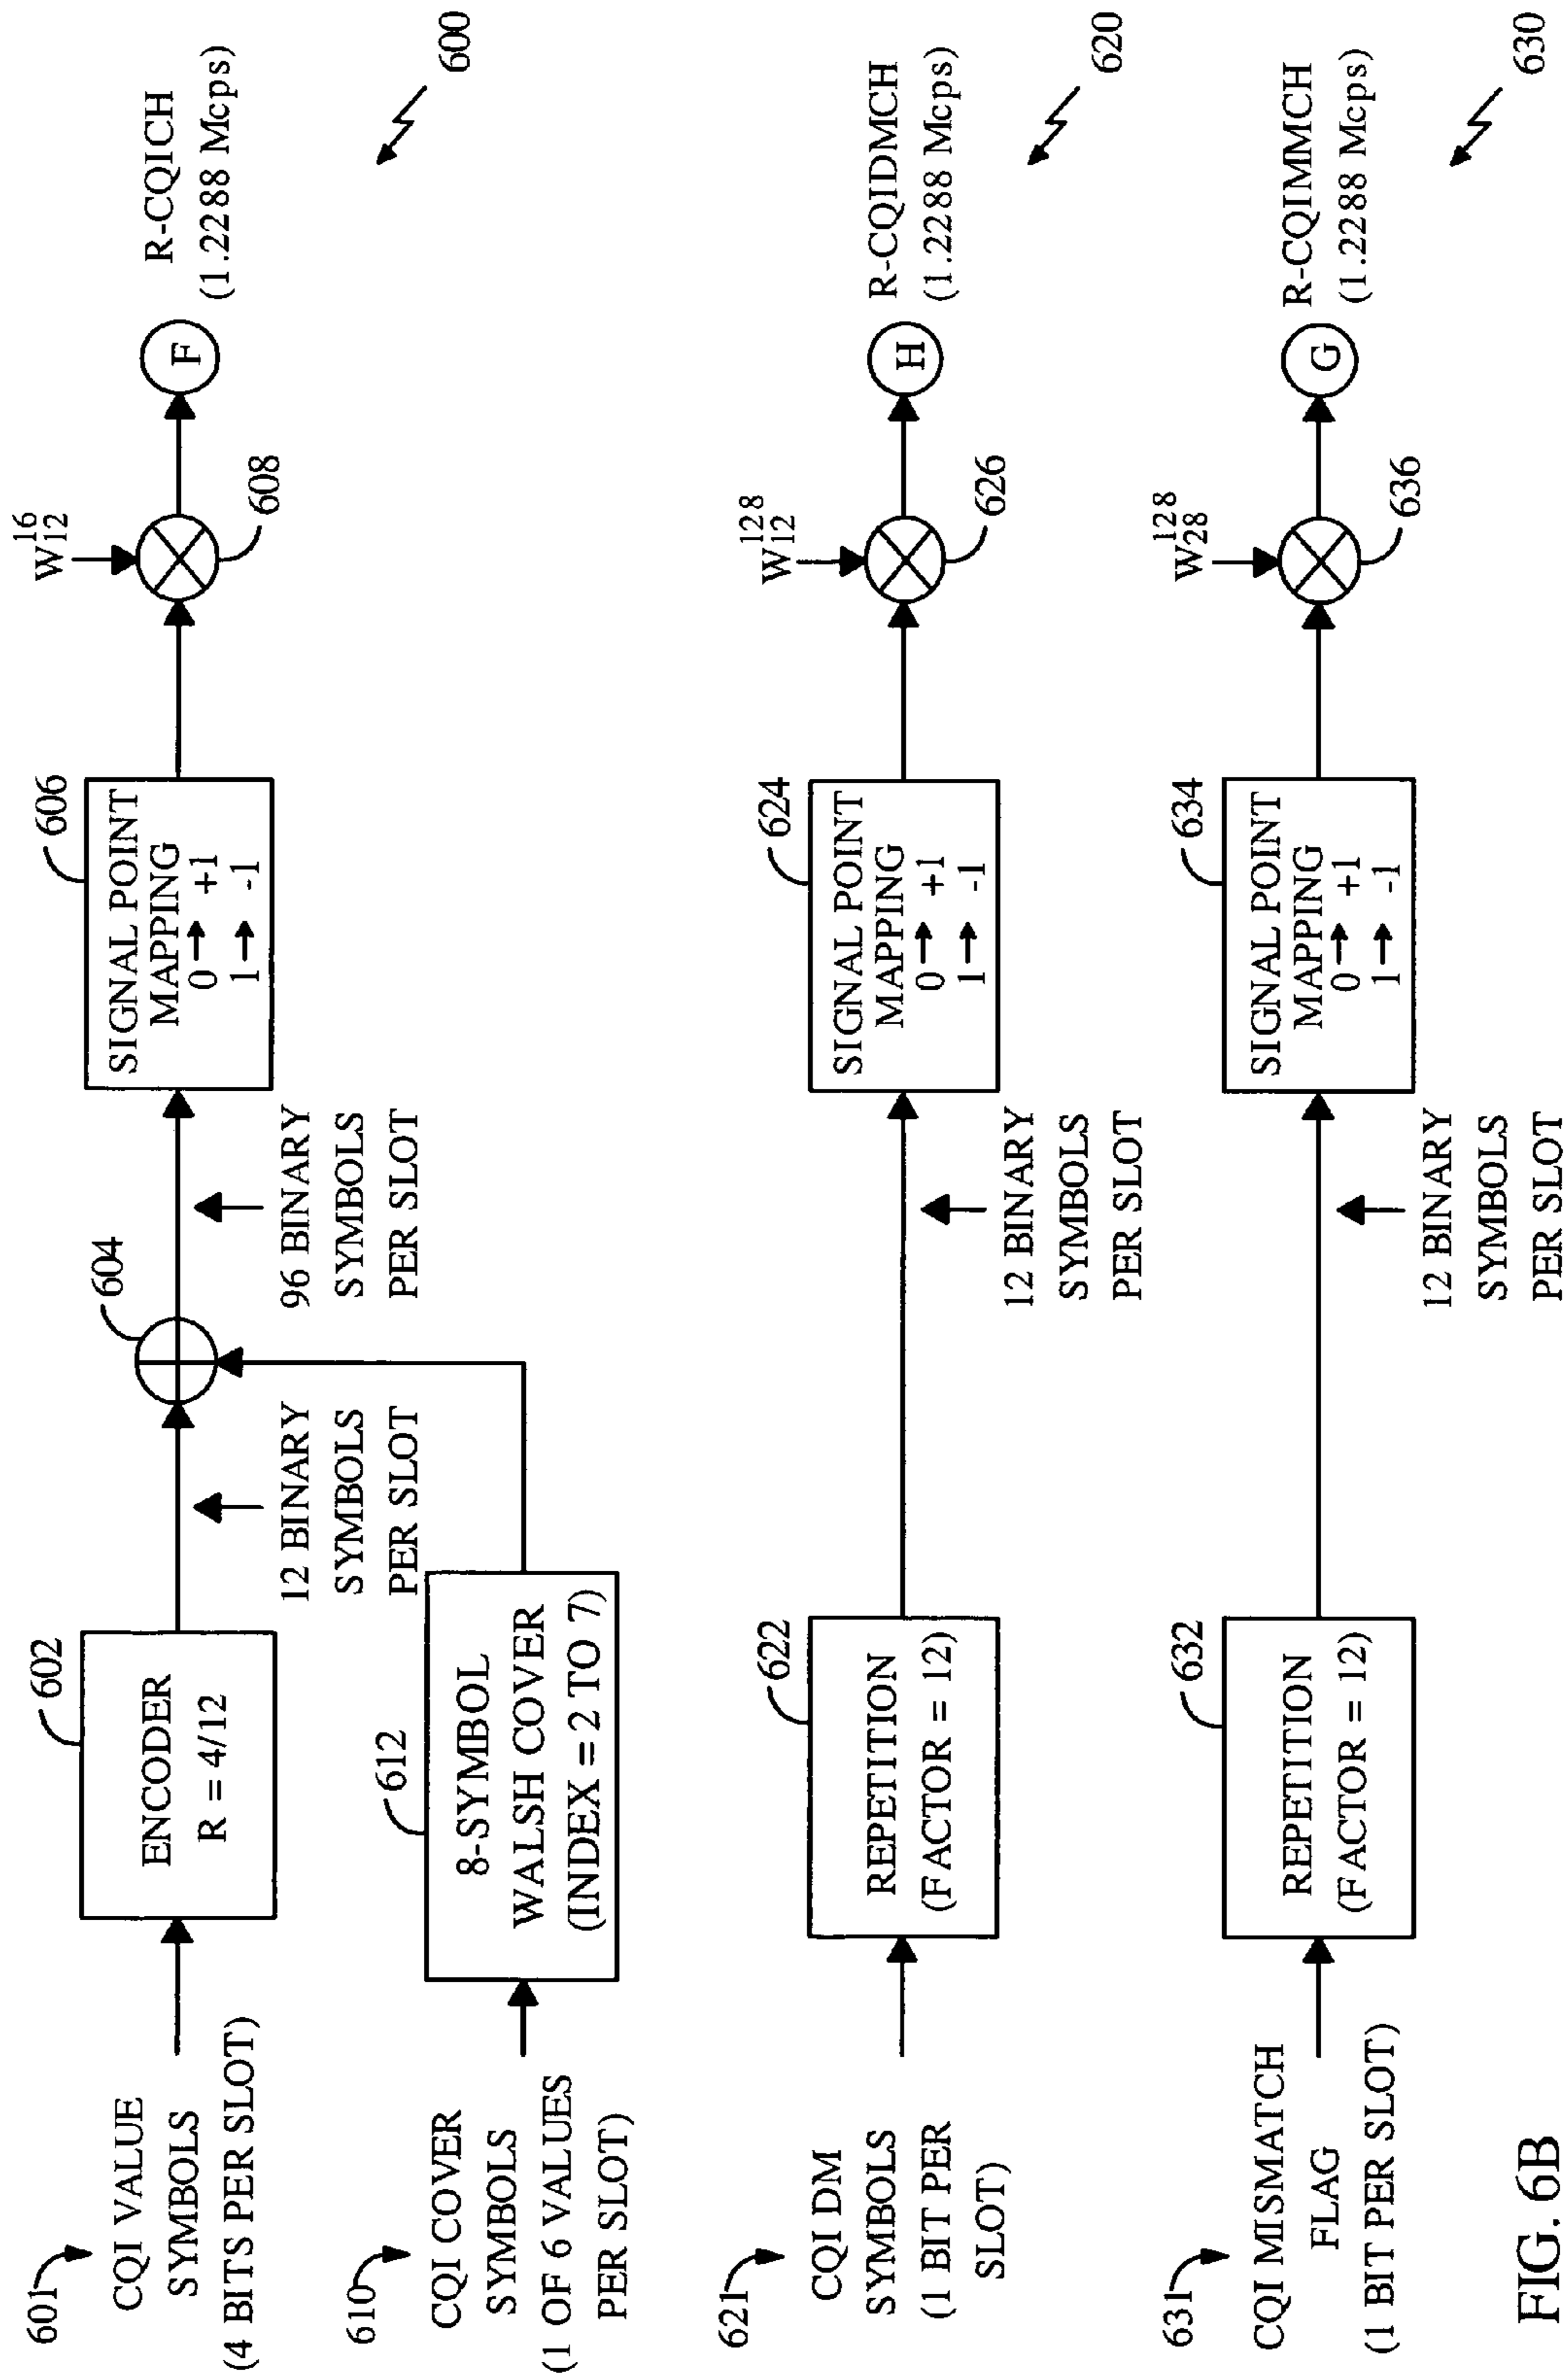 601
CQI VALUE
SYMBOLS
(4 BITS PER SLOT)
602
ENCODER
R = 4/12
12 BINARY
SYMBOLS
PER SLOT
604
96 BINARY
SYMBOLS
PER SLOT
606
SIGNAL POINT
MAPPING
0→ +1
1→ -1
W 16 12
608
F
R-CQICH
(1.2288 Mcps)
600
610
CQI COVER
SYMBOLS
(1 OF 6 VALUES
PER SLOT)
612
8-SYMBOL
WALSH COVER
(INDEX = 2 TO 7)
621
CQI DM
SYMBOLS
(1 BIT PER
SLOT)
622
REPETITION
(FACTOR = 12)
12 BINARY
SYMBOLS
PER SLOT
624
SIGNAL POINT
MAPPING
0→ +1
1→ -1
W 128 12
626
H
R-CQIDMCH
(1.2288 Mcps)
620
631
CQI MISMATCH
FLAG
(1 BIT PER SLOT)
632
REPETITION
(FACTOR = 12)
12 BINARY
SYMBOLS
PER SLOT
634
SIGNAL POINT
MAPPING
0→ +1
1→ -1
W 128 28
636
G
R-CQIMMCH
(1.2288 Mcps)
630
FIG. 6B